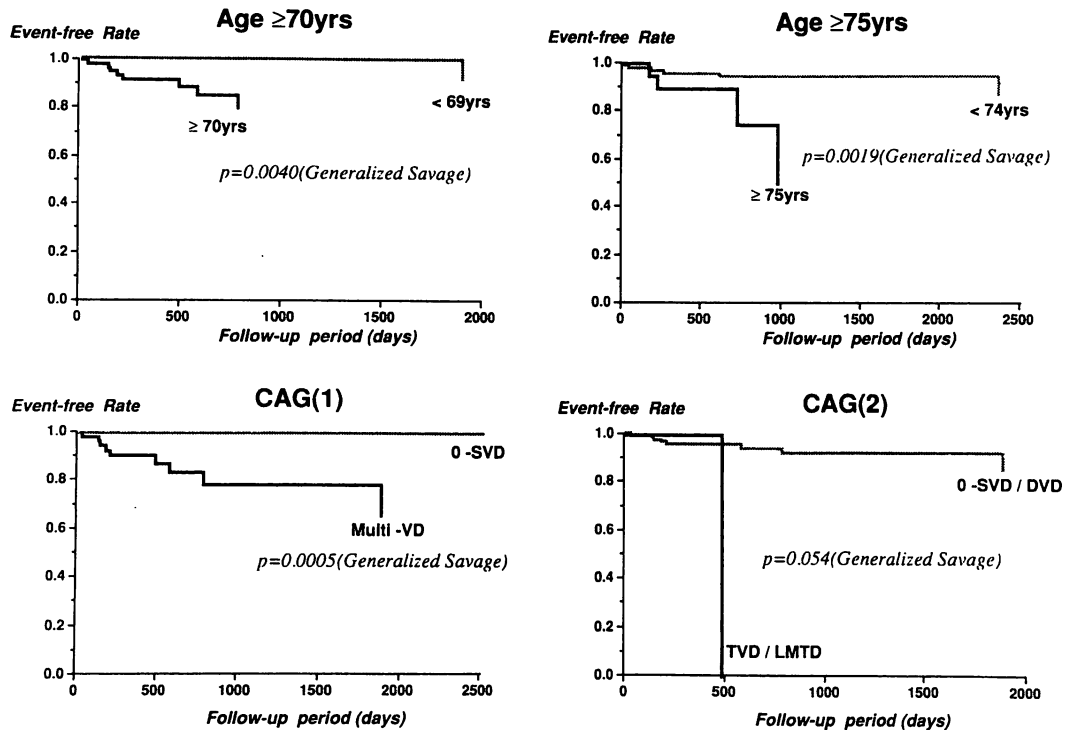 Age ≥70yrs
Event-free Rate
1.0
0.8
0.6
0.4
0.2
0.0
< 69yrs
≥ 70yrs
p=0.0040(Generalized Savage)
0 500 1000 1500 2000
Follow-up period (days)
Age ≥75yrs
Event-free Rate
1.0
0.8
0.6
0.4
0.2
0.0
< 74yrs
p=0.0019(Generalized Savage)
≥ 75yrs
0 500 1000 1500 2000 2500
Follow-up period (days)
CAG(1)
Event-free Rate
1.0
0.8
0.6
0.4
0.2
0.0
0 -SVD
Multi -VD
p=0.0005(Generalized Savage)
0 500 1000 1500 2000 2500
Follow-up period (days)
CAG(2)
Event-free Rate
1.0
0.8
0.6
0.4
0.2
0.0
0 -SVD / DVD
p=0.054(Generalized Savage)
TVD / LMTD
0 500 1000 1500 2000
Follow-up period (days)